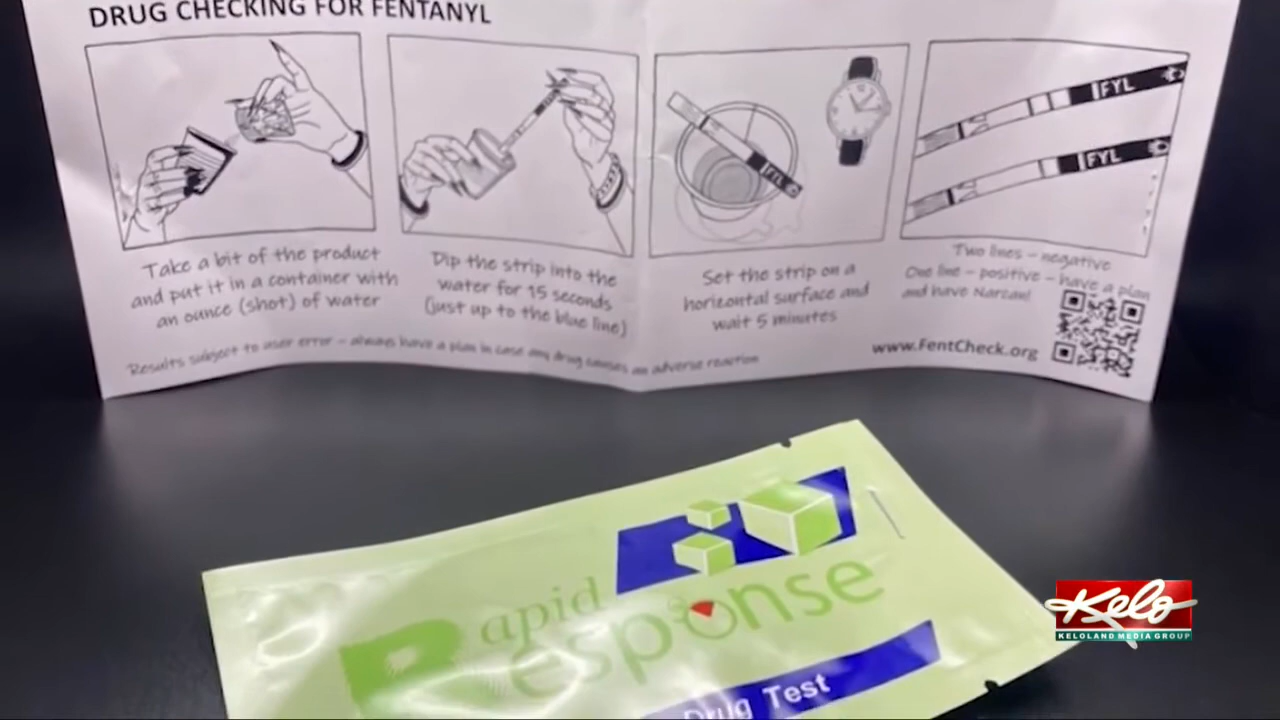 DRUG CHECKING FOR FENTANYL
FYL
FYL
FYL
Take a bit of the product
and put it in a container with
an ounce (shot) of water
Dip the strip into the
water for 15 seconds
(just up to the blue line)
Set the strip on a
horizontal surface and
wait 5 minutes
Two lines – negative
One line – positive – have a plan
and have Narcan!
Results subject to user error – always have a plan in case any drug causes an adverse reaction
www.FentCheck.org
Rapid
Response
Drug Test
Kelo
KELOLAND MEDIA GROUP